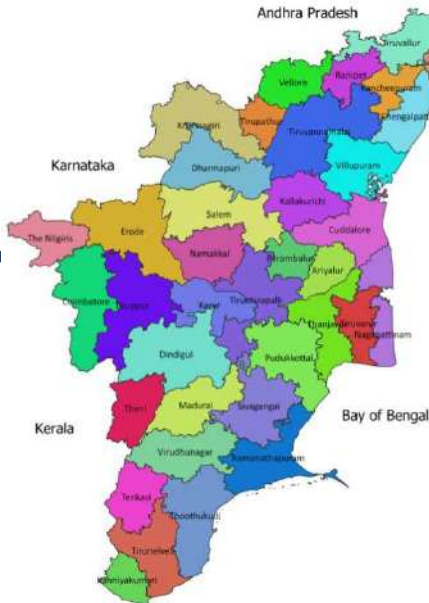 Andhra Pradesh
Tiruvallur
Vellore
Ranipet
Kancheepuram
Chengalpattu
Krishnagiri
Tirupathur
Tiruvannamalai
Karnataka
Dharmapuri
Villupuram
Kallakurichi
Salem
Cuddalore
The Nilgiris
Erode
Namakkal
Perambalur
Ariyalur
Coimbatore
Tiruppur
Karur
Tiruchirapalli
Thanjavur
Tiruvarur
Nagapattinam
Dindigul
Pudukkottai
Theni
Madurai
Sivagangai
Kerala
Bay of Bengal
Virudhunagar
Ramanathapuram
Tenkasi
Thoothukudi
Tirunelveli
Kanniyakumari